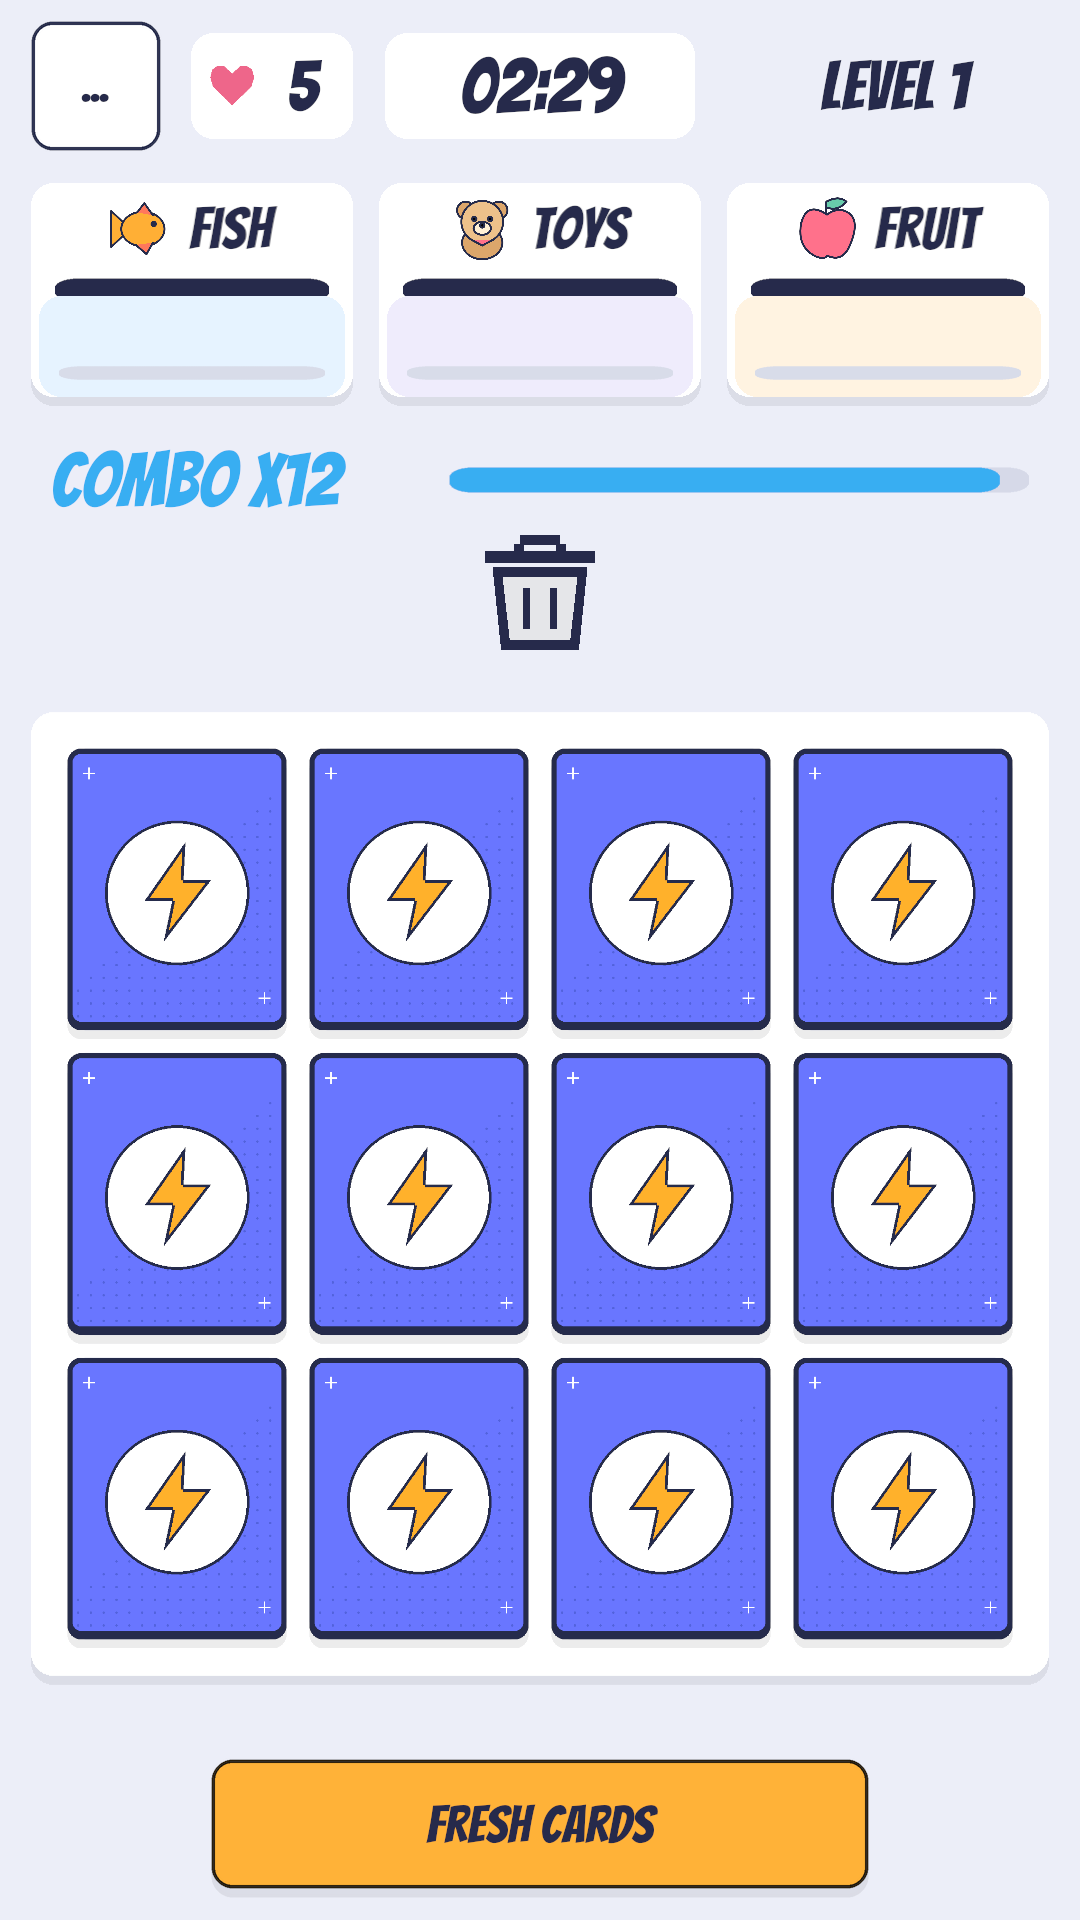 ...
5
02:29
LEVEL 1
FISH
TOYS
FRUIT
COMBO X12
FRESH CARDS